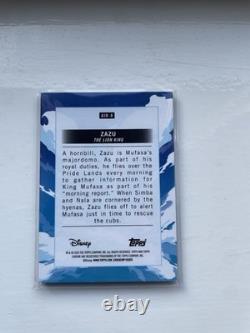 ZAZU
THE LION KING
A hornbill, Zazu is Mufasa's
majordomo. As part of his
royal duties, he flies over the
Pride Lands every morning
to gather information for
King Mufasa as part of his
"morning report." When Simba
and Nala are cornered by the
hyenas, Zazu flies off to alert
Mufasa just in time to rescue
the cubs.
Disney
Topps